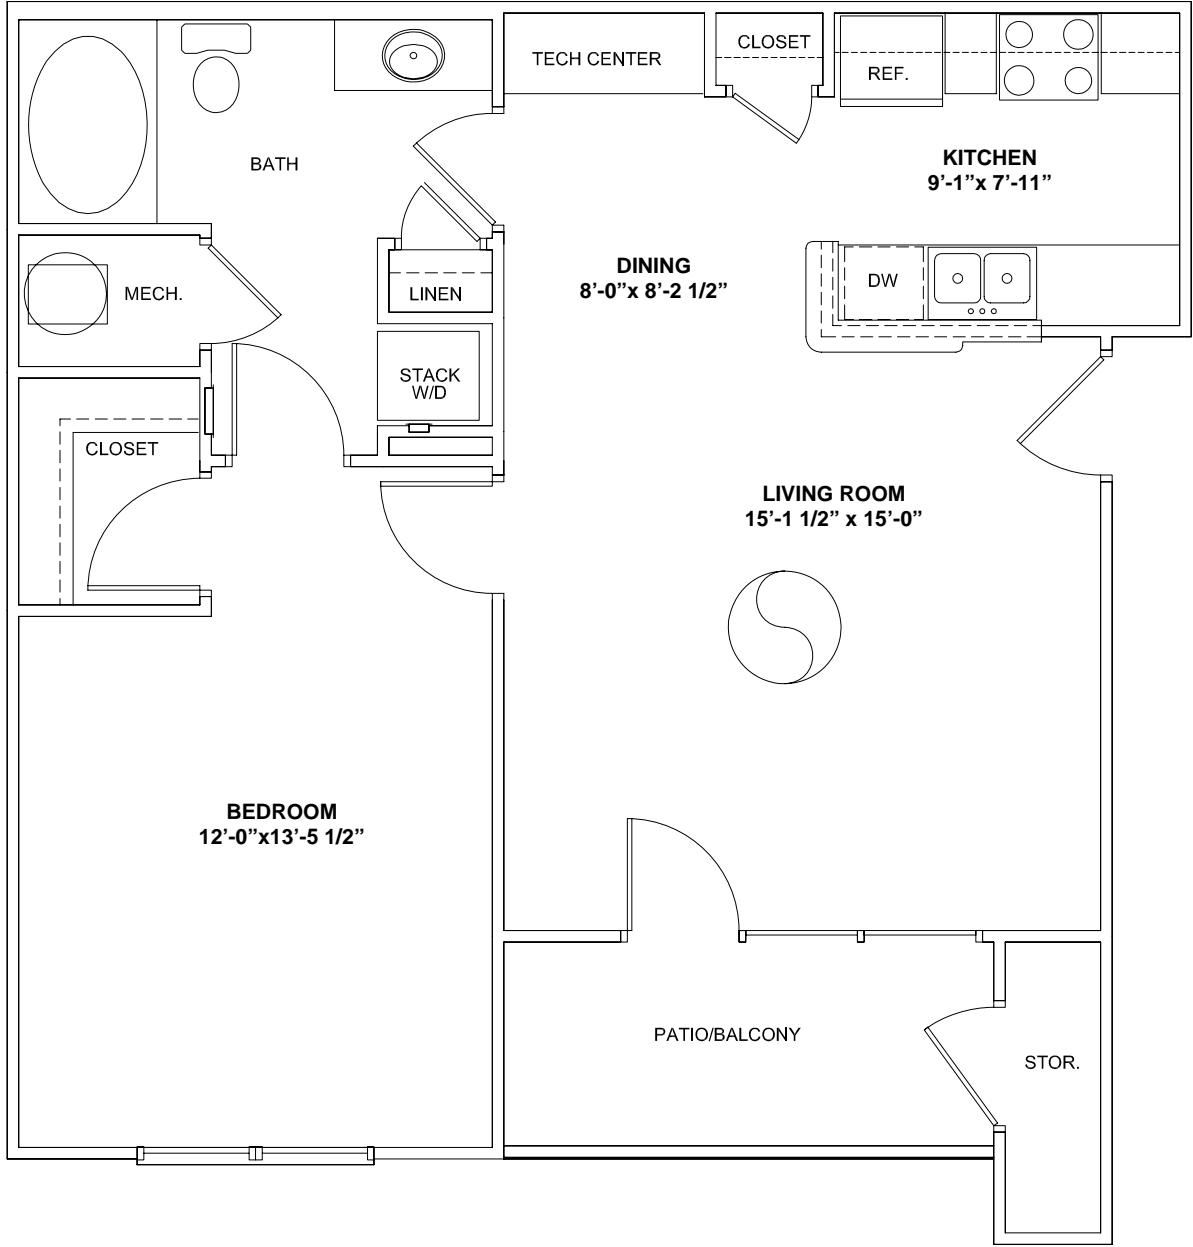 TECH CENTER
CLOSET
REF.
BATH
KITCHEN
9’-1”x 7’-11”
MECH.
LINEN
DINING
8’-0”x 8’-2 1/2”
DW
STACK
W/D
CLOSET
LIVING ROOM
15’-1 1/2” x 15’-0”
BEDROOM
12’-0”x13’-5 1/2”
PATIO/BALCONY
STOR.